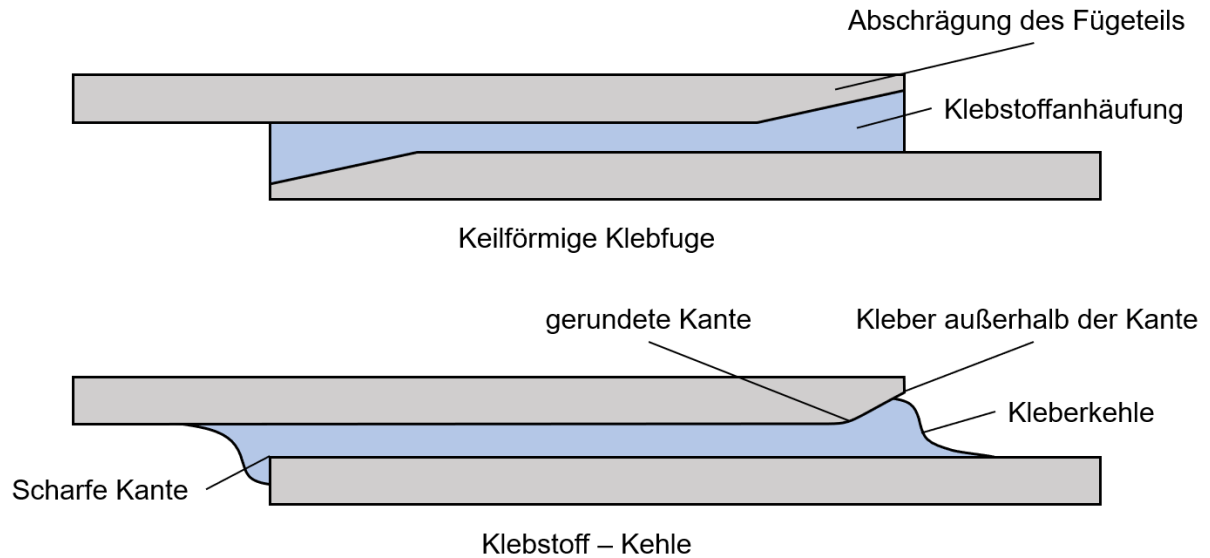 Abschrägung des Fügeteils
Klebstoffanhäufung
Keilförmige Klebfuge
gerundete Kante
Kleber außerhalb der Kante
Kleberkehle
Scharfe Kante
Klebstoff – Kehle